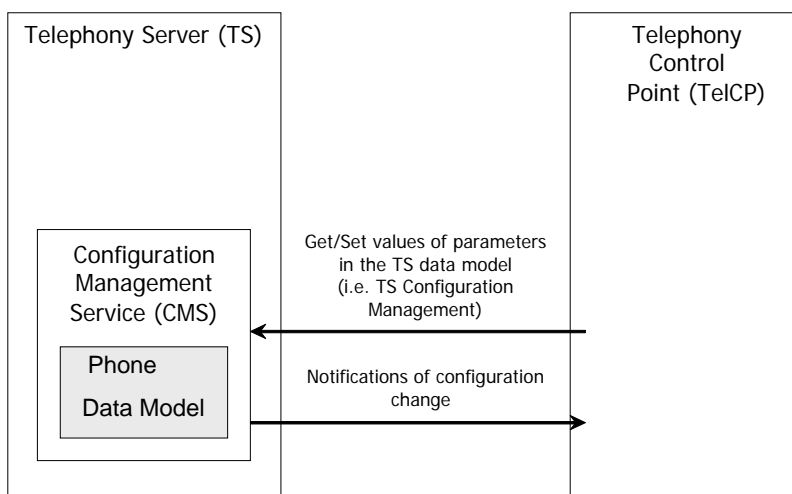 Telephony Server (TS)
Telephony
Control
Point (TelCP)
Configuration
Management
Service (CMS)
Phone
Data Model
Get/Set values of parameters
in the TS data model
(i.e. TS Configuration
Management)
Notifications of configuration
change